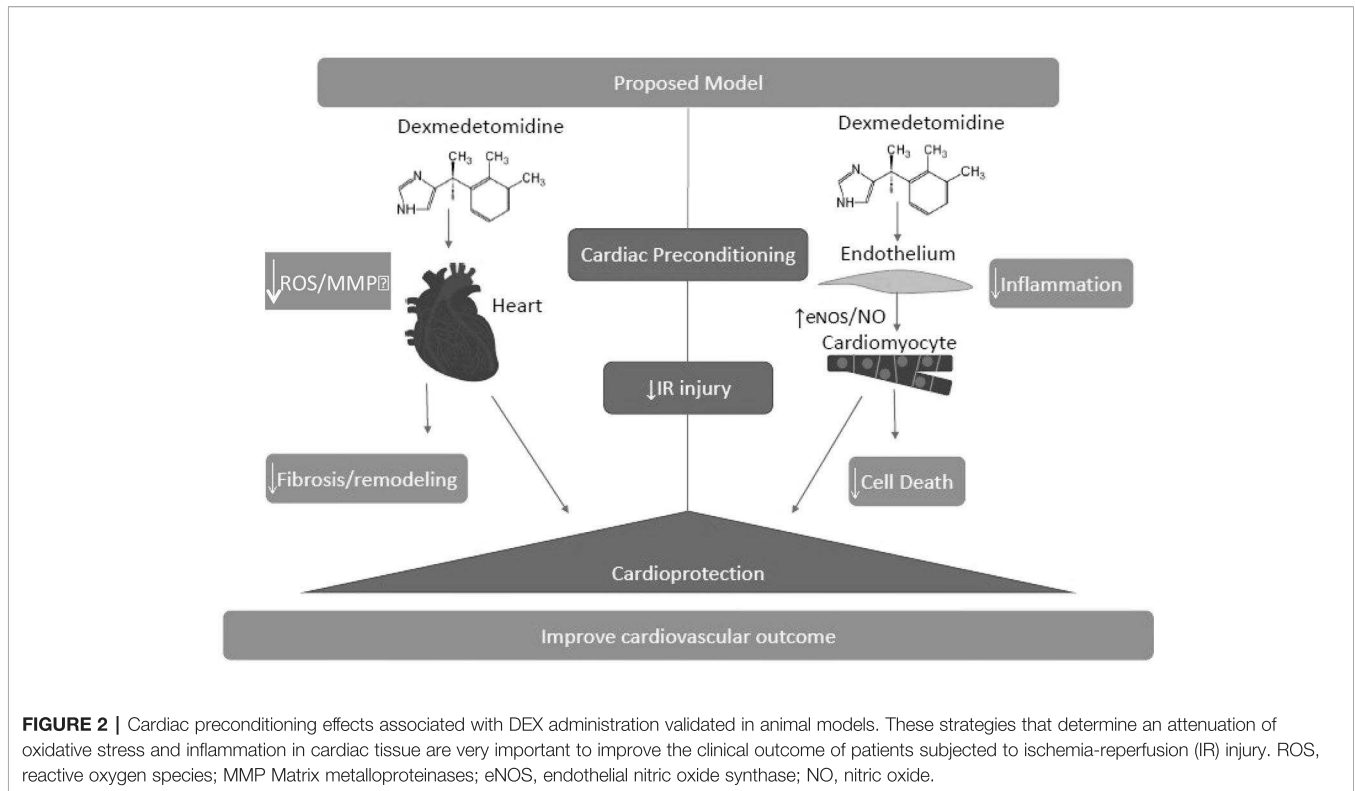 Proposed Model
Dexmedetomidine
CH3
CH3
CH3
N
NH
Dexmedetomidine
CH3
CH3
CH3
N
NH
Cardiac Preconditioning
Endothelium
↓ROS/MMP
Heart
↓Inflammation
↑eNOS/NO
Cardiomyocyte
↓IR injury
↓Fibrosis/remodeling
↓Cell Death
Cardioprotection
Improve cardiovascular outcome
FIGURE 2 | Cardiac preconditioning effects associated with DEX administration validated in animal models. These strategies that determine an attenuation of
oxidative stress and inflammation in cardiac tissue are very important to improve the clinical outcome of patients subjected to ischemia-reperfusion (IR) injury. ROS,
reactive oxygen species; MMP Matrix metalloproteinases; eNOS, endothelial nitric oxide synthase; NO, nitric oxide.